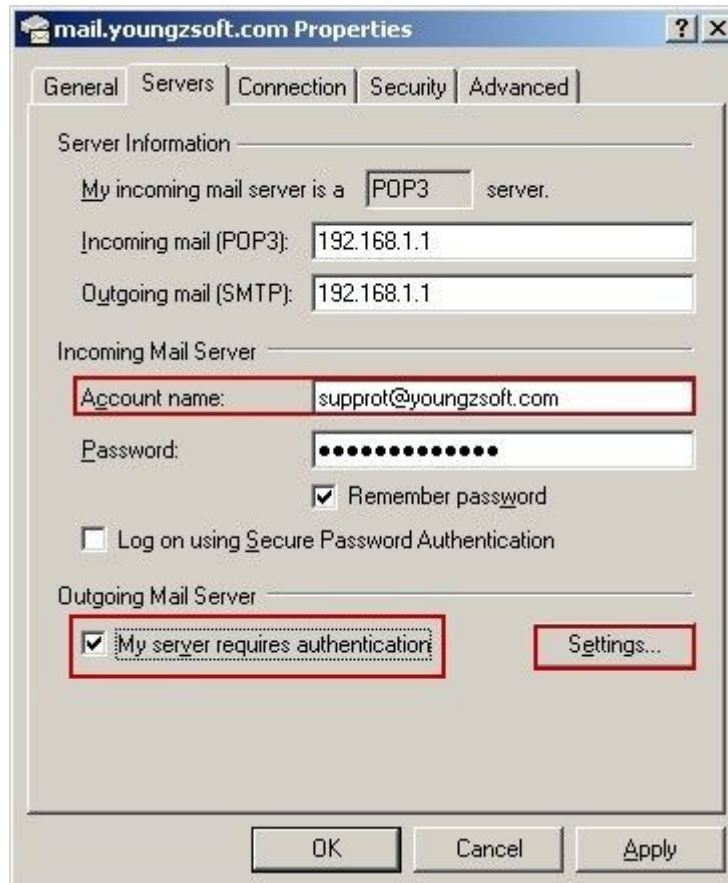 mail.youngzsoft.com Properties
General Servers Connection Security Advanced
Server Information
My incoming mail server is a POP3 server.
Incoming mail (POP3): 192.168.1.1
Outgoing mail (SMTP): 192.168.1.1
Incoming Mail Server
Account name: supprot@youngzsoft.com
Password: ●●●●●●●●●●●●●
Remember password
Log on using Secure Password Authentication
Outgoing Mail Server
My server requires authentication Settings...
OK Cancel Apply